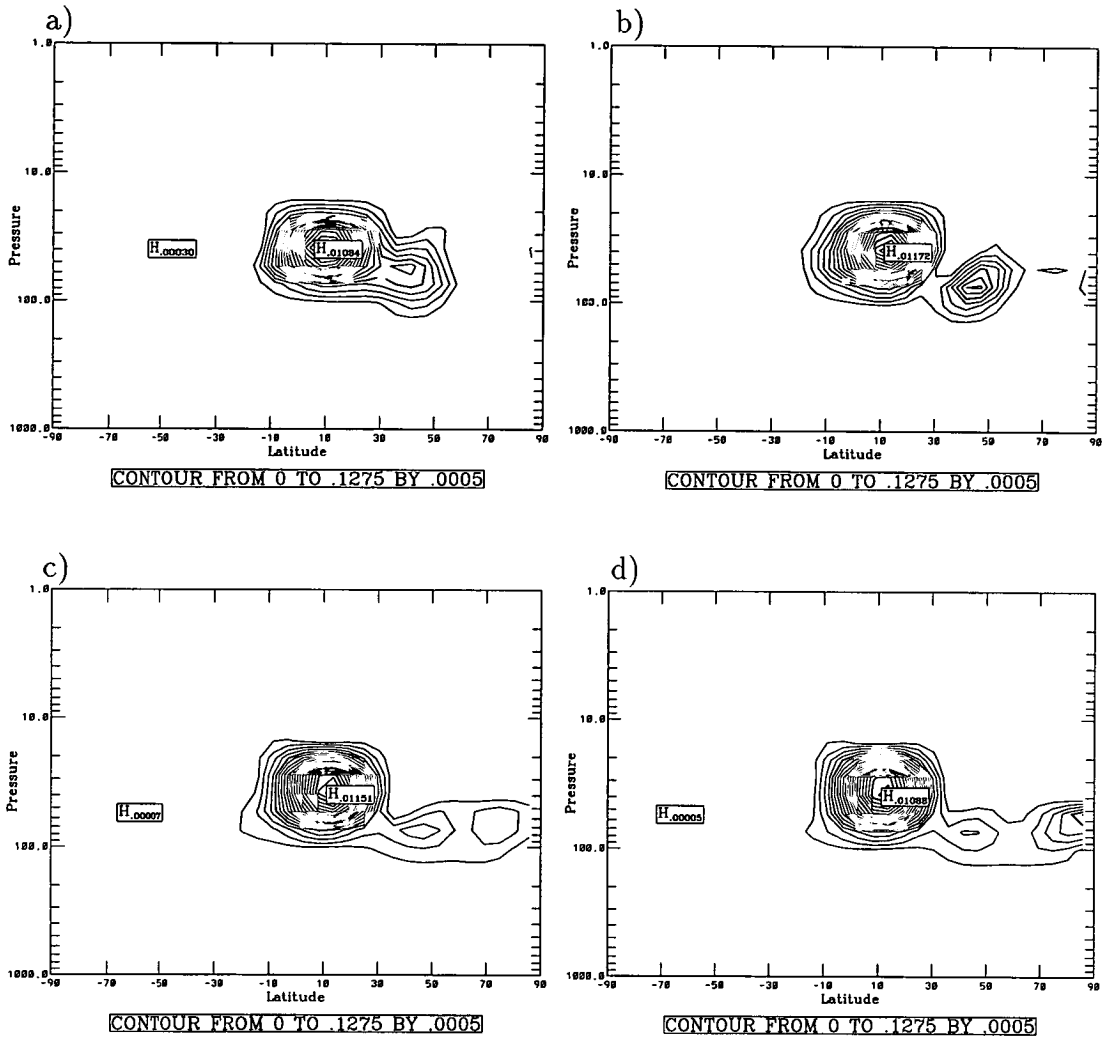 a)
1.0
10.0
100.0
1000.0
Pressure
H.00030
H.01084
-90 -70 -50 -30 -10 10 30 50 70 90
Latitude
CONTOUR FROM 0 TO .1275 BY .0005
b)
1.0
10.0
100.0
1000.0
Pressure
H.01172
-90 -70 -50 -30 -10 10 30 50 70 90
Latitude
CONTOUR FROM 0 TO .1275 BY .0005
c)
1.0
10.0
100.0
1000.0
Pressure
H.00007
H.01151
-90 -70 -50 -30 -10 10 30 50 70 90
Latitude
CONTOUR FROM 0 TO .1275 BY .0005
d)
1.0
10.0
100.0
1000.0
Pressure
H.00005
H.01088
-90 -70 -50 -30 -10 10 30 50 70 90
Latitude
CONTOUR FROM 0 TO .1275 BY .0005